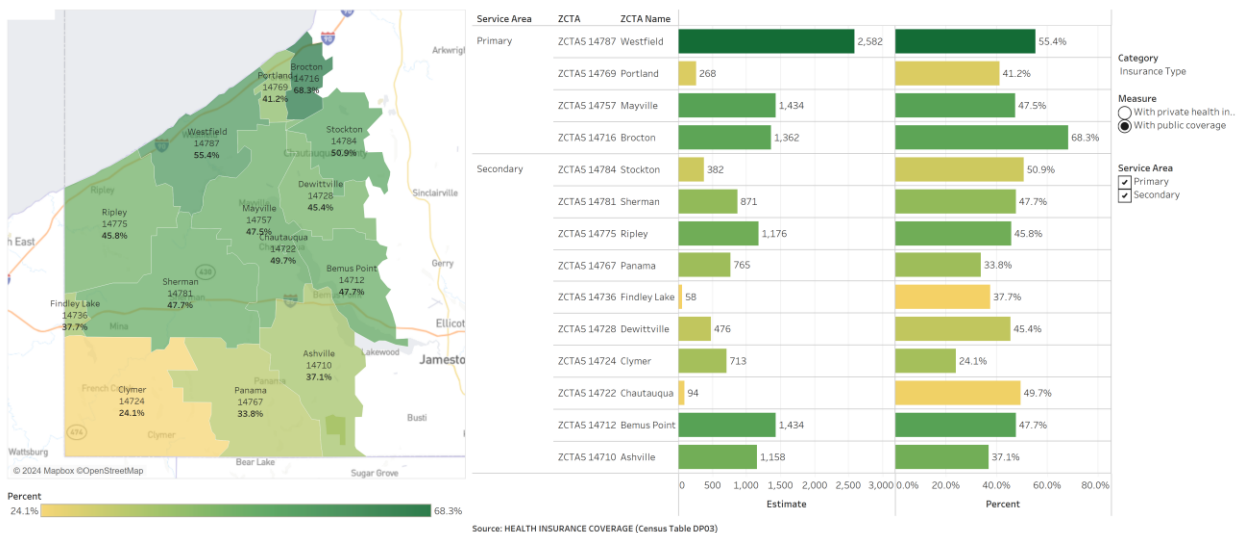 90
90
Arkwrigh
Brocton
14716
68.3%
Portland
14769
41.2%
Stockton
14784
50.9%
Westfield
14787
55.4%
Sinclairville
Dewittville
14728
45.4%
Ripley
Ripley
14775
45.8%
Mayville
14757
47.5%
Chautauqua
14722
49.7%
h East
Gerry
Bemus Point
14712
47.7%
438
Sherman
14781
47.7%
Findley Lake
14736
37.7%
Mina
Ellicot
Lakewood
Jamesto
Ashville
14710
37.1%
French Creek
Clymer
14724
24.1%
Panama
Panama
14767
33.8%
Busti
474
Clymer
Wattsburg
Bear Lake
Sugar Grove
© 2024 Mapbox ©OpenStreetMap
Percent
24.1% 68.3%
Service Area ZCTA ZCTA Name
Primary ZCTA5 14787 Westfield 2,582 55.4%
ZCTA5 14769 Portland 268 41.2%
ZCTA5 14757 Mayville 1,434 47.5%
ZCTA5 14716 Brocton 1,362 68.3%
Secondary ZCTA5 14784 Stockton 382 50.9%
ZCTA5 14781 Sherman 871 47.7%
ZCTA5 14775 Ripley 1,176 45.8%
ZCTA5 14767 Panama 765 33.8%
ZCTA5 14736 Findley Lake 58 37.7%
ZCTA5 14728 Dewittville 476 45.4%
ZCTA5 14724 Clymer 713 24.1%
ZCTA5 14722 Chautauqua 94 49.7%
ZCTA5 14712 Bemus Point 1,434 47.7%
ZCTA5 14710 Ashville 1,158 37.1%
0 500 1,000 1,500 2,000 2,500 3,000 0.0% 20.0% 40.0% 60.0% 80.0%
Estimate Percent
Source: HEALTH INSURANCE COVERAGE (Census Table DP03)
Category
Insurance Type
Measure
With private health in..
With public coverage
Service Area
Primary
Secondary